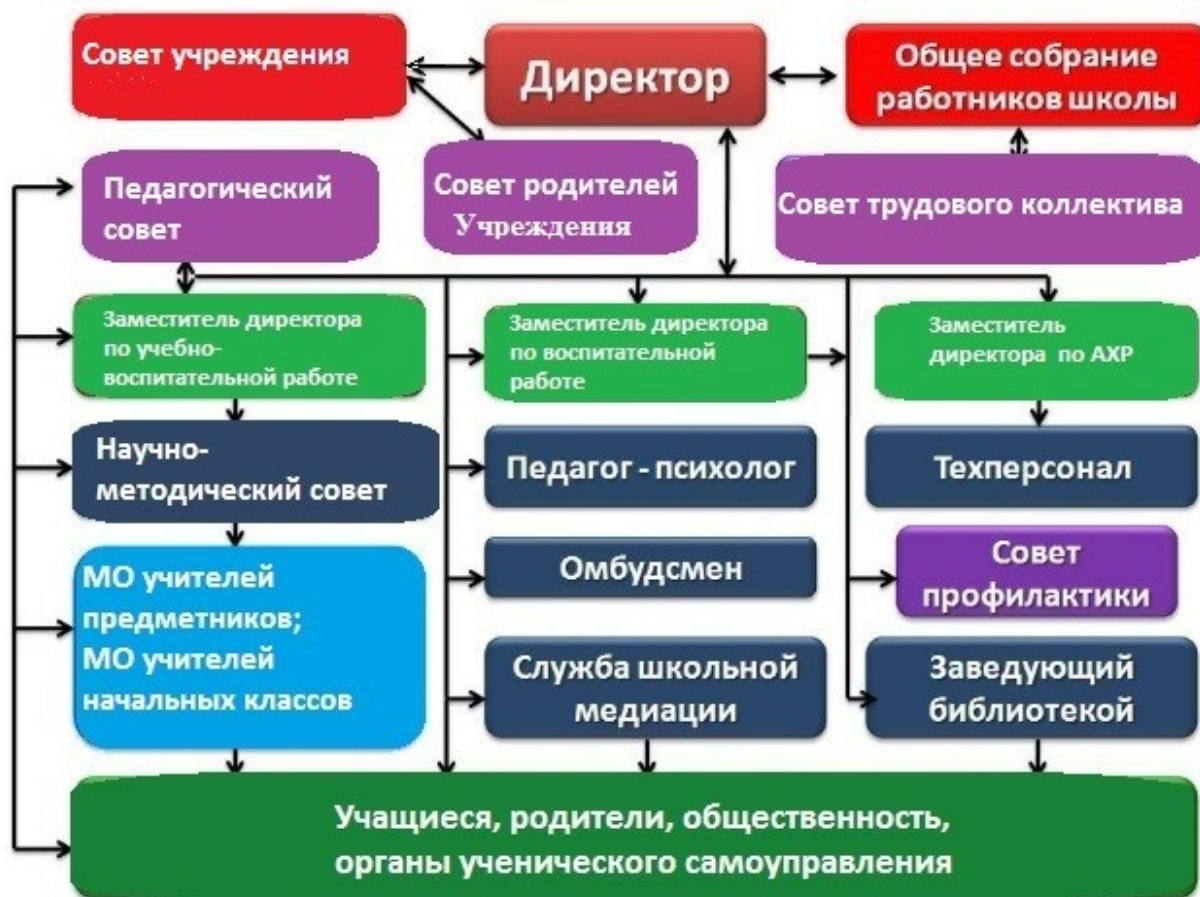 Совет учреждения
Директор
Общее собрание
работников школы
Педагогический
совет
Совет родителей
Учреждения
Совет трудового коллектива
Заместитель директора
по учебно-
воспитательной работе
Заместитель директора
по воспитательной
работе
Заместитель
директора по АХР
Научно-
методический совет
Педагог - психолог
Техперсонал
МО учителей
предметников;
МО учителей
начальных классов
Омбудсмен
Совет
профилактики
Служба школьной
медиации
Заведующий
библиотекой
Учащиеся, родители, общественность,
органы ученического самоуправления